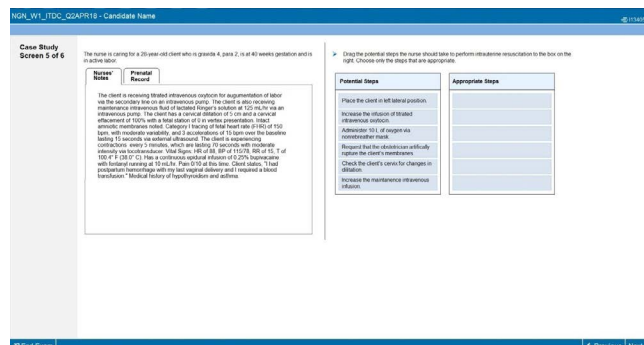 NGN_W1_ITDC_Q2APR18 - Candidate Name
Case Study
Screen 5 of 6
The nurse is caring for a 28-year-old client who is gravida 4, para 2, is at 40 weeks gestation and is
in active labor.
Nurses'
Notes
Prenatal
Record
The client is receiving titrated intravenous oxytocin for augmentation of labor
via the secondary line on an intravenous pump. The client is also receiving
maintenance intravenous fluid of lactated Ringer's solution at 125 mL/hr via an
intravenous pump. The client has a cervical dilitation of 5 cm and a cervical
effacement of 100% with a fetal station of 0 in vertex presentation. Intact
amniotic membranes noted. Category I tracing of fetal heart rate (FHR) of 150
bpm, with moderate variability, and 3 accelerations of 15 bpm over the baseline
lasting 15 seconds via external ultrasound. The client is experiencing
contractions every 5 minutes, which are lasting 70 seconds with moderate
intensity via tocotransducer. Vital Signs: HR of 88, BP of 115/78, RR of 15, T of
100.4° F (38.0° C). Has a continuous epidural infusion of 0.25% bupivacaine
with fentanyl running at 10 mL/hr. Pain 0/10 at this time. Client states, "I had
postpartum hemorrhage with my last vaginal delivery and I required a blood
transfusion." Medical history of hypothyroidism and asthma.
Drag the potential steps the nurse should take to perform intrauterine resuscitation to the box on the
right. Choose only the steps that are appropriate.
Potential Steps
Appropriate Steps
Place the client in left lateral position.
Increase the infusion of titrated
intravenous oxytocin.
Administer 10 L of oxygen via
nonrebreather mask.
Request that the obstetrician artificially
rupture the client's membranes.
Check the client's cervix for changes in
dilitation.
Increase the maintenance intravenous
infusion.